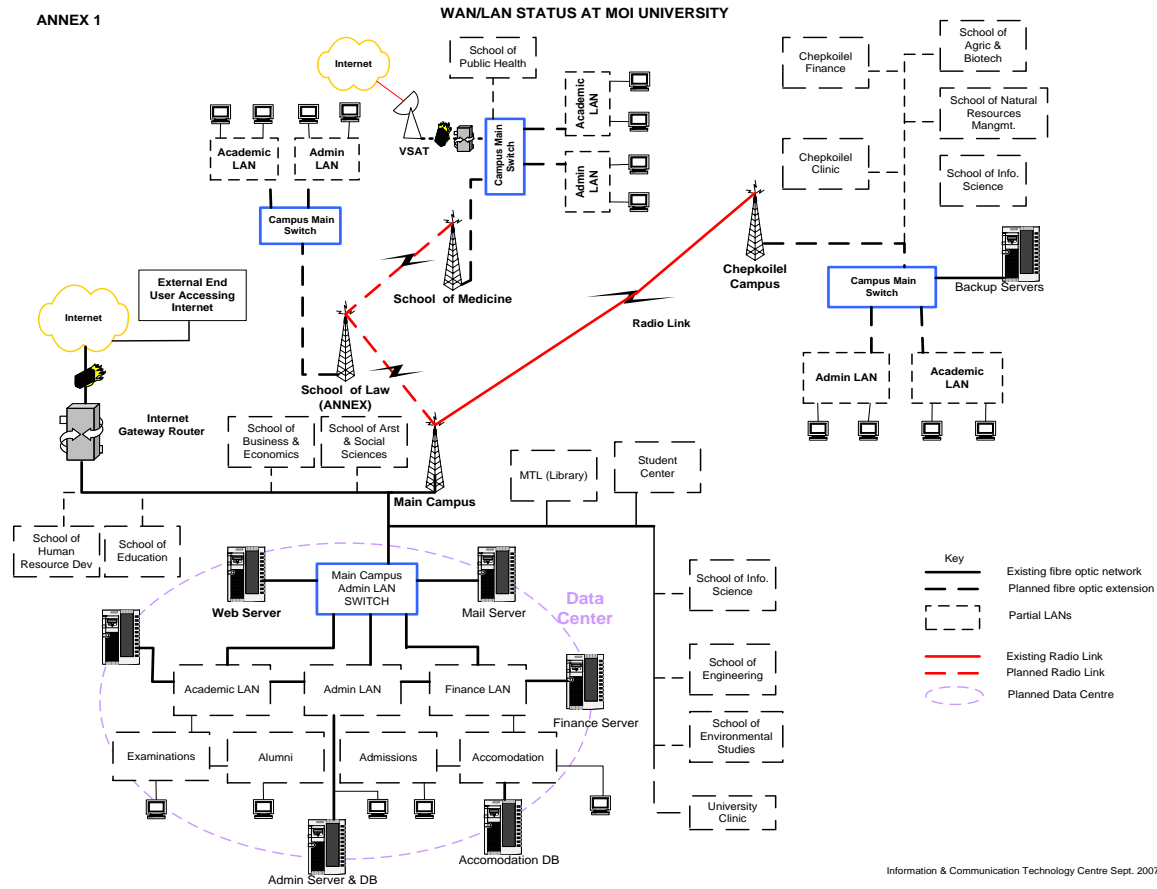 ANNEX 1
WAN/LAN STATUS AT MOI UNIVERSITY
Internet
VSAT
School of
Public Health
Campus Main
Switch
Academic
LAN
Admin
LAN
Academic
LAN
Admin
LAN
Campus Main
Switch
Chepkoilel
Finance
School of
Agric &
Biotech
School of Natural
Resources
Mangmt.
Chepkoilel
Clinic
School of Info.
Science
Chepkoilel
Campus
Campus Main
Switch
Backup Servers
Admin LAN
Academic
LAN
School of Medicine
Radio Link
External End
User Accessing
Internet
Internet
School of Law
(ANNEX)
Internet
Gateway Router
School of
Business &
Economics
School of Arst
& Social
Sciences
Main Campus
MTL (Library)
Student
Center
School of
Human
Resource Dev
School of
Education
Web Server
Main Campus
Admin LAN
SWITCH
Mail Server
Data
Center
School of Info.
Science
School of
Engineering
School of
Environmental
Studies
University
Clinic
Academic LAN
Admin LAN
Finance LAN
Finance Server
Examinations
Alumni
Admissions
Accomodation
Admin Server & DB
Accomodation DB
Key
Existing fibre optic network
Planned fibre optic extension
Partial LANs
Existing Radio Link
Planned Radio Link
Planned Data Centre
Information & Communication Technology Centre Sept. 2007